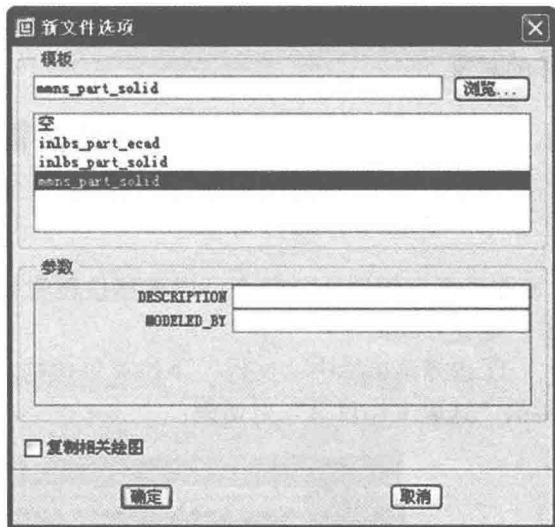 新文件选项
模板
mmns_part_solid
浏览...
空
inlbs_part_ecad
inlbs_part_solid
mmns_part_solid
参数
DESCRIPTION
MODELED_BY
复制相关绘图
确定
取消